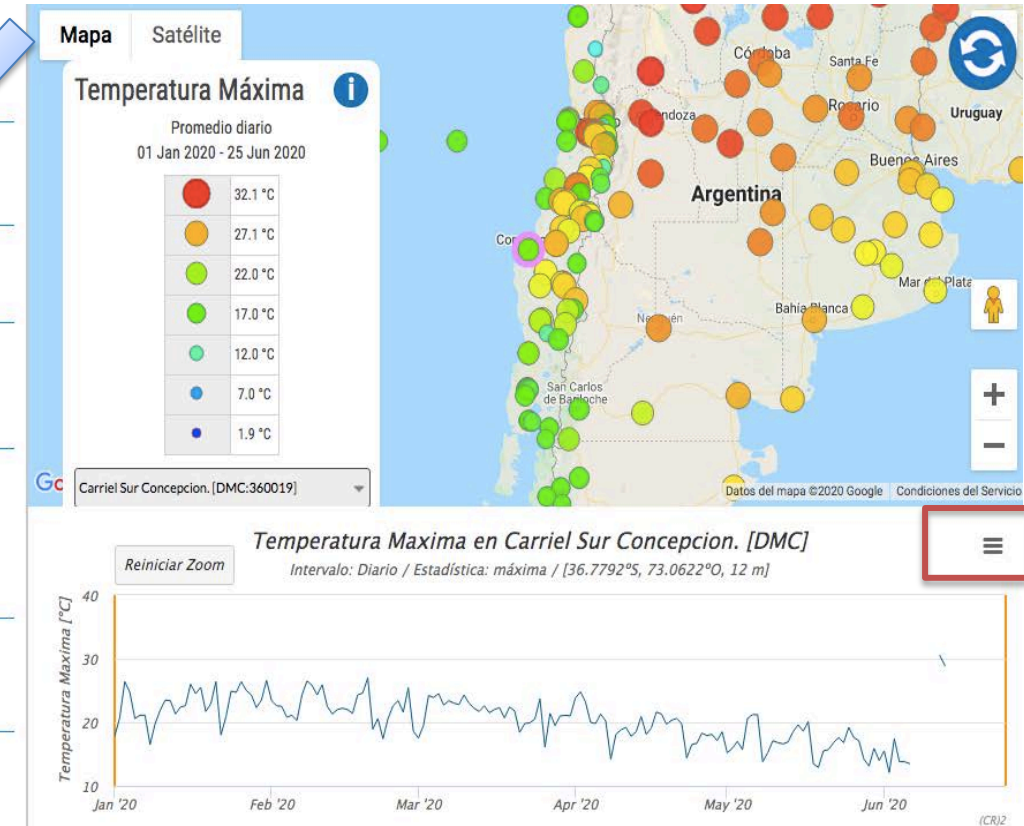 Mapa Satélite
Temperatura Máxima i
Promedio diario
01 Jan 2020 - 25 Jun 2020
32.1 °C
27.1 °C
22.0 °C
17.0 °C
12.0 °C
7.0 °C
1.9 °C
Carriel Sur Concepcion. [DMC:360019]
Córdoba
Santa Fe
Rosario
Uruguay
Buenos Aires
Argentina
Mar del Plata
Bahía Blanca
San Carlos
de Bariloche
Datos del mapa ©2020 Google Condiciones del Servicio
Temperatura Maxima en Carriel Sur Concepcion. [DMC]
Reiniciar Zoom
Intervalo: Diario / Estadística: máxima / [36.7792°S, 73.0622°O, 12 m]
Temperatura Maxima [°C]
40
30
20
10
Jan '20 Feb '20 Mar '20 Apr '20 May '20 Jun '20
(CR)2